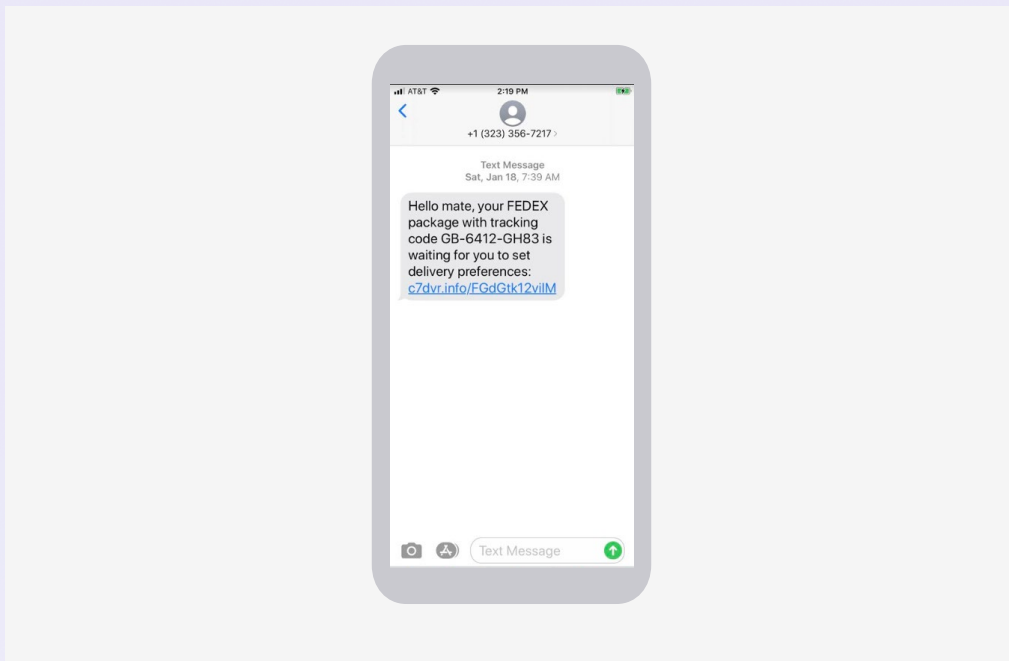 AT&T 2:19 PM
+1 (323) 356-7217 >
Text Message
Sat, Jan 18, 7:39 AM
Hello mate, your FEDEX
package with tracking
code GB-6412-GH83 is
waiting for you to set
delivery preferences:
c7dvr.info/FGdGtk12vilM
Text Message